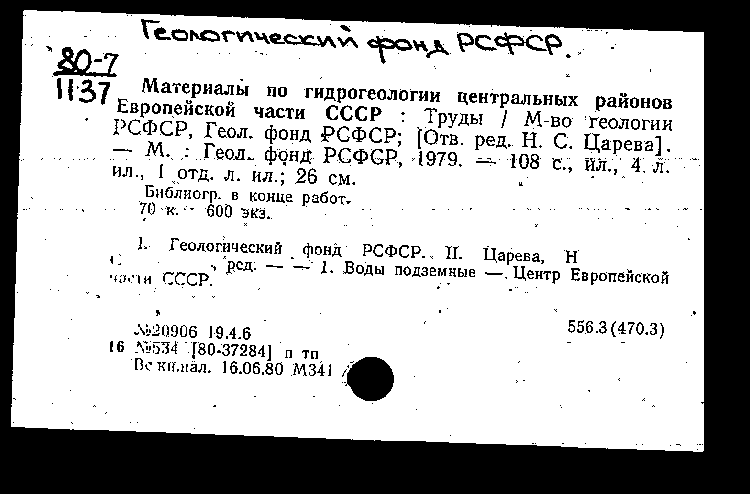 Геологический фонд РСФСР.
80-7
1137
Материалы по гидрогеологии центральных районов
Европейской части СССР : Труды / М-во геологии
РСФСР, Геол. фонд РСФСР; [Отв. ред. Н. С. Царева].
— М. : Геол. фонд РСФСР, 1979. — 108 с., ил., 4 л.
ил., 1 отд. л. ил.; 26 см.
Библиогр. в конце работ.
70 к. 600 экз.
1. Геологический фонд РСФСР. II. Царева, Н
С , ред. — — 1. Воды подземные — Центр Европейской
части СССР.
№20906 19.4.6
556.3(470.3)
16 №534 [80-37284] п тп
Вс кн.пал. 16.06.80 М341